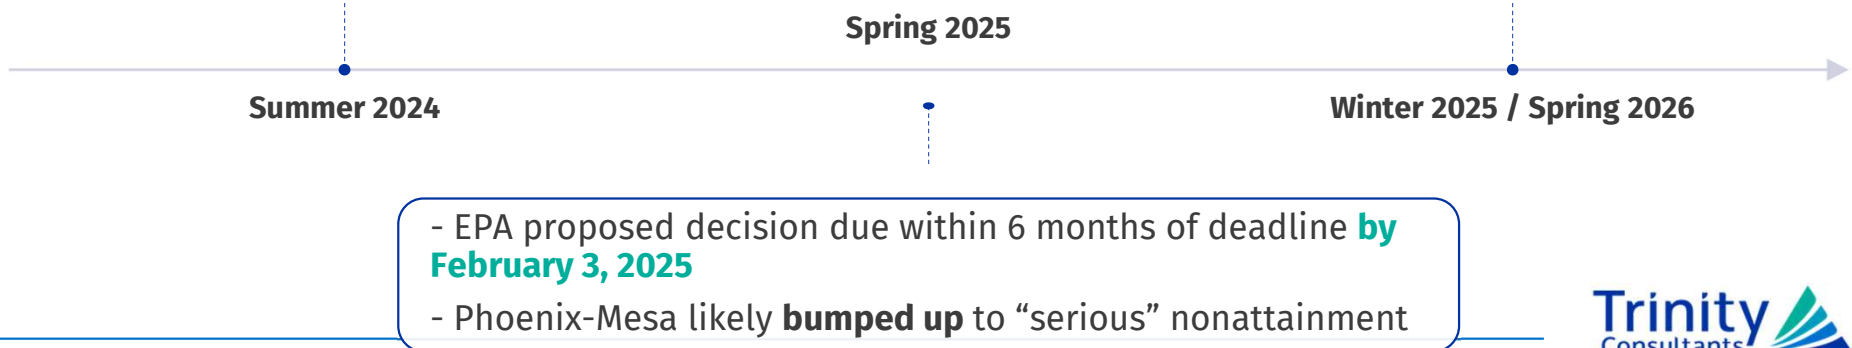 Spring 2025
Summer 2024
Winter 2025 / Spring 2026
- EPA proposed decision due within 6 months of deadline by
February 3, 2025
- Phoenix-Mesa likely bumped up to “serious” nonattainment
Trinity
Consultants